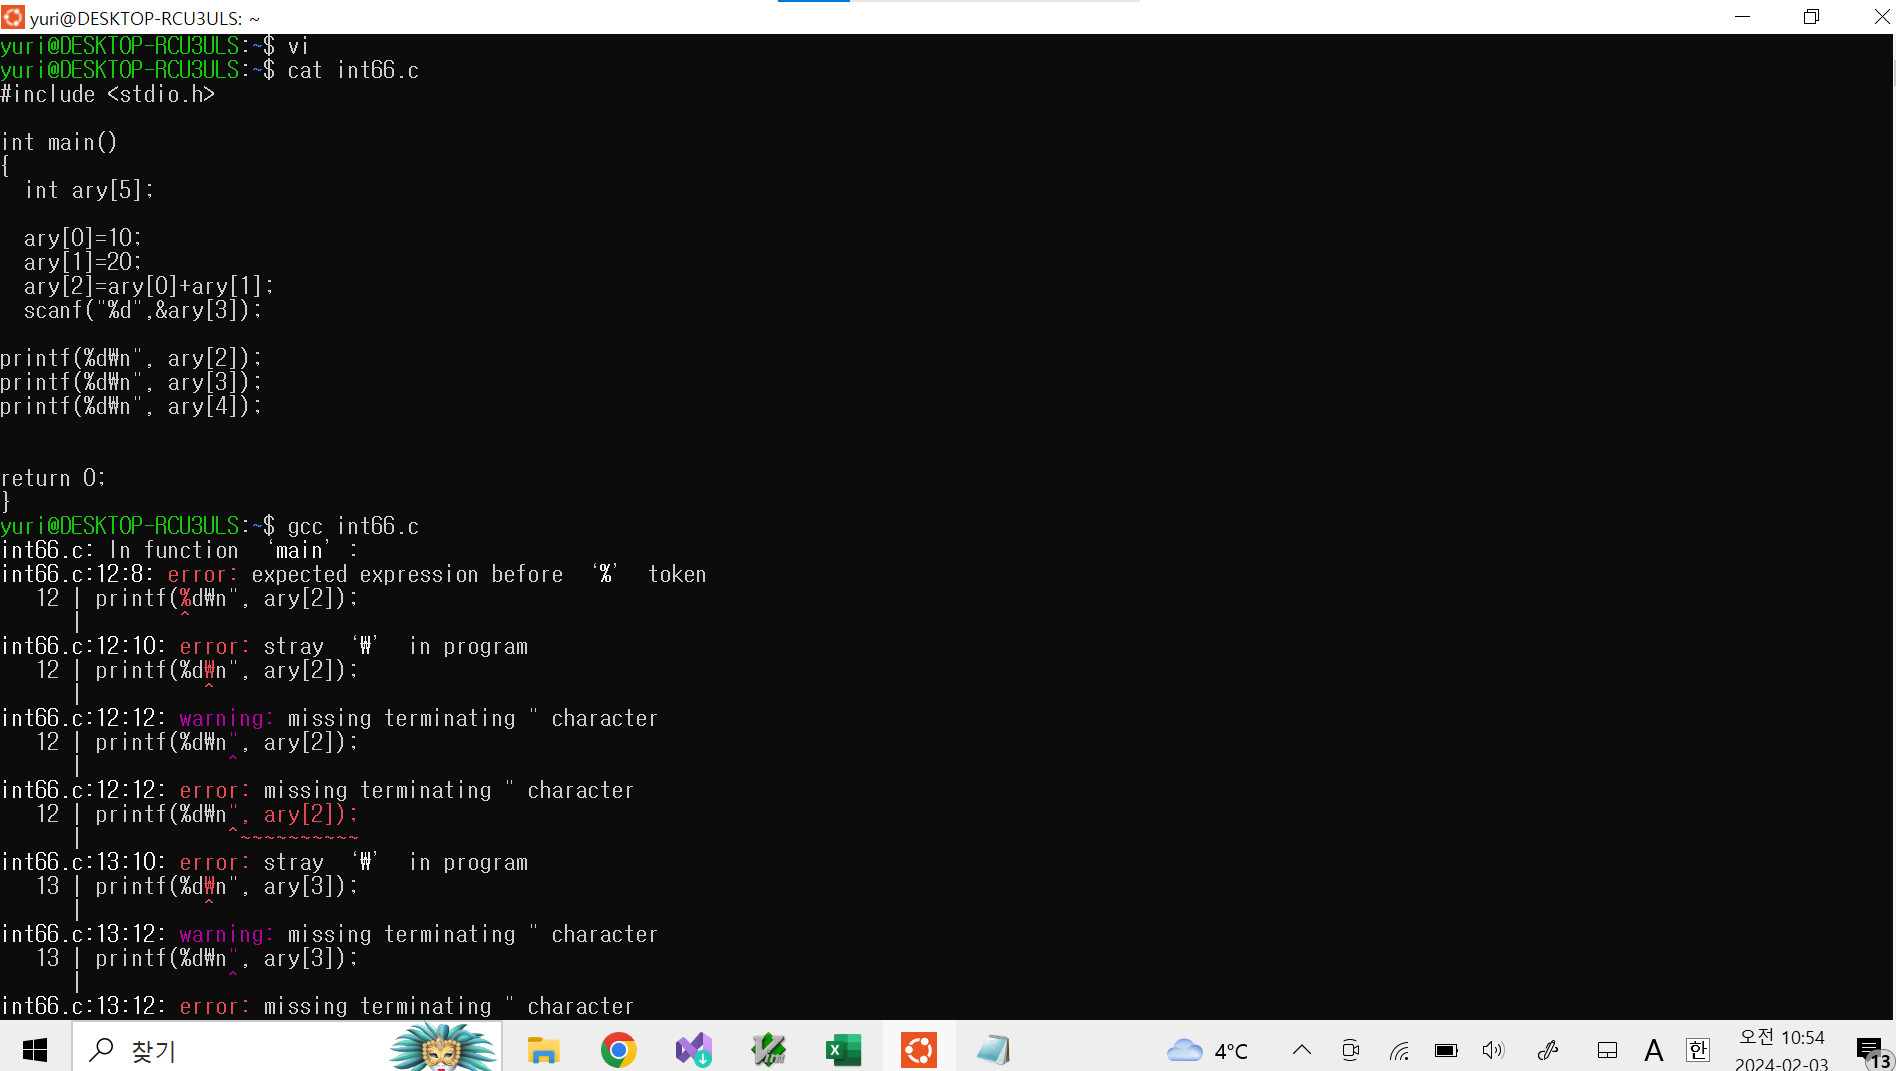 yuri@DESKTOP-RCU3ULS: ~
yuri@DESKTOP-RCU3ULS:~$ vi
yuri@DESKTOP-RCU3ULS:~$ cat int66.c
#include <stdio.h>
int main()
{
int ary[5];
ary[0]=10;
ary[1]=20;
ary[2]=ary[0]+ary[1];
scanf("%d",&ary[3]);
printf(%d₩n", ary[2]);
printf(%d₩n", ary[3]);
printf(%d₩n", ary[4]);
return 0;
}
yuri@DESKTOP-RCU3ULS:~$ gcc int66.c
int66.c: In function ‘main’:
int66.c:12:8: error: expected expression before ‘%’ token
12 | printf(%d₩n", ary[2]);
| ^
int66.c:12:10: error: stray ‘₩’ in program
12 | printf(%d₩n", ary[2]);
| ^
int66.c:12:12: warning: missing terminating " character
12 | printf(%d₩n", ary[2]);
| ^
int66.c:12:12: error: missing terminating " character
12 | printf(%d₩n", ary[2]);
| ^~~~~~~~~~~
int66.c:13:10: error: stray ‘₩’ in program
13 | printf(%d₩n", ary[3]);
| ^
int66.c:13:12: warning: missing terminating " character
13 | printf(%d₩n", ary[3]);
| ^
int66.c:13:12: error: missing terminating " character
찾기
4°C
A
한
오전 10:54
2024-02-03
13